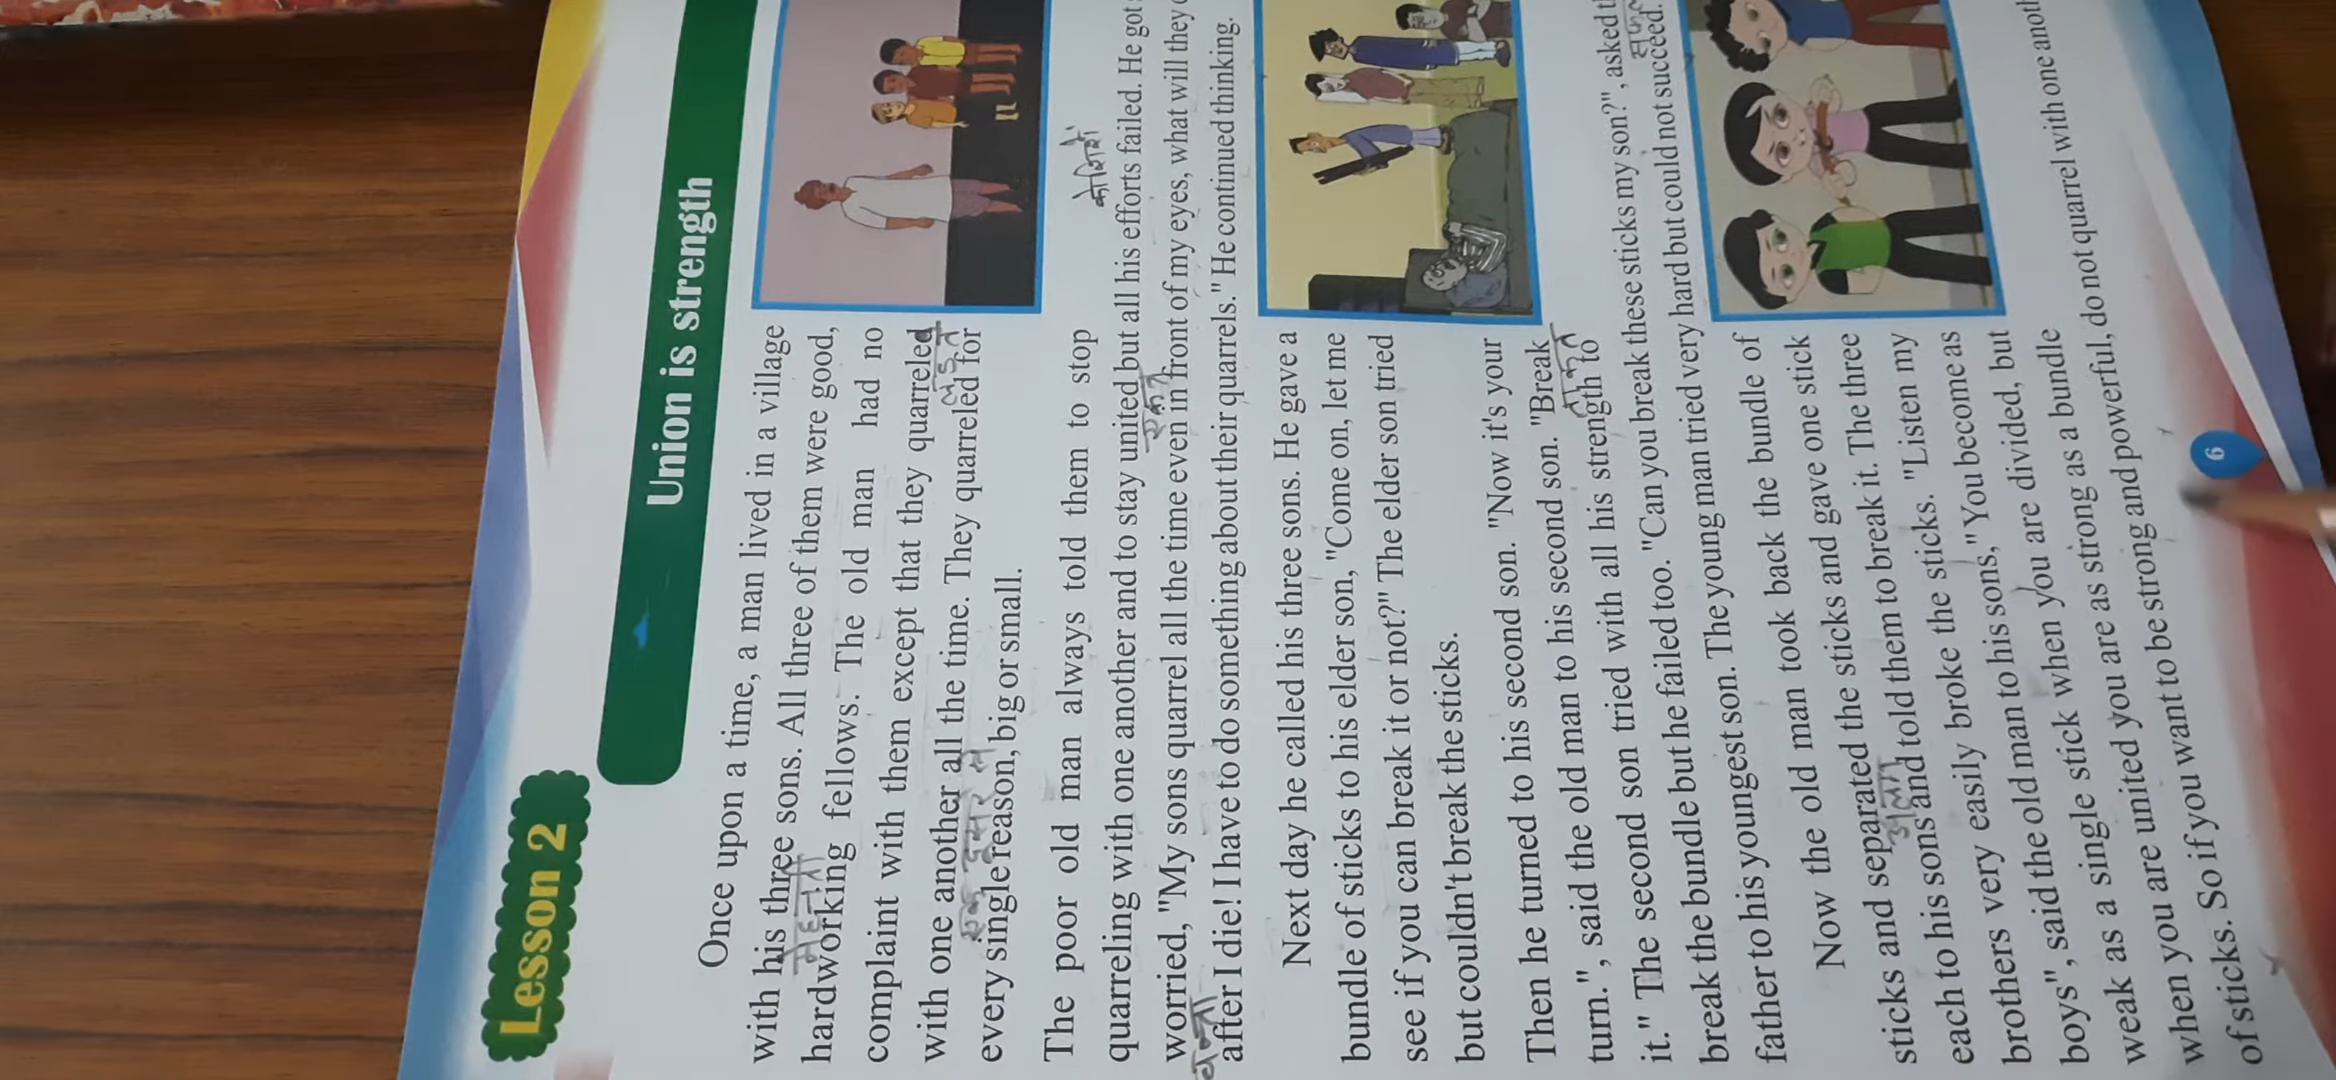 Lesson 2
Union is strength
Once upon a time, a man lived in a village
with his three sons. All three of them were good,
मेहनती
hardworking fellows. The old man had no
complaint with them except that they quarreled
लड़ते
with one another all the time. They quarreled for
एक दूसरे से
every single reason, big or small.
The poor old man always told them to stop
कोशिशें
quarreling with one another and to stay united but all his efforts failed. He got
एकता
worried, "My sons quarrel all the time even in front of my eyes, what will they
after I die! I have to do something about their quarrels." He continued thinking.
Next day he called his three sons. He gave a
bundle of sticks to his elder son, "Come on, let me
see if you can break it or not?" The elder son tried
but couldn't break the sticks.
Then he turned to his second son. "Now it's your
turn.", said the old man to his second son. "Break
ताकत
it." The second son tried with all his strength to
break the bundle but he failed too. "Can you break these sticks my son?", asked
father to his youngest son. The young man tried very hard but could not succeed.
Now the old man took back the bundle of
sticks and separated the sticks and gave one stick
अलग
each to his sons and told them to break it. The three
brothers very easily broke the sticks. "Listen my
boys", said the old man to his sons, "You become as
weak as a single stick when you are divided, but
when you are united you are as strong as a bundle
of sticks. So if you want to be strong and powerful, do not quarrel with one
6